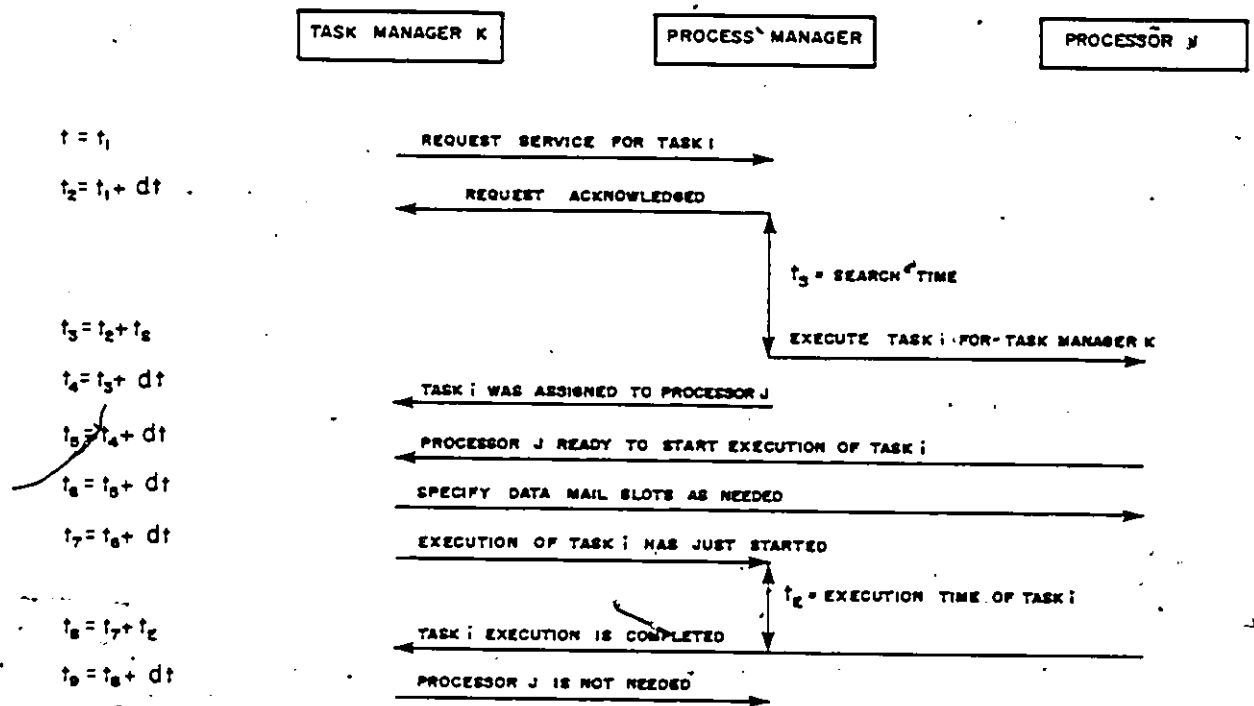 TASK MANAGER K
PROCESS MANAGER
PROCESSOR J
t = t₁
REQUEST SERVICE FOR TASK i
t₂ = t₁ + dt
REQUEST ACKNOWLEDGED
tₛ = SEARCH TIME
t₃ = t₂ + tₛ
EXECUTE TASK i FOR TASK MANAGER K
t₄ = t₃ + dt
TASK i WAS ASSIGNED TO PROCESSOR J
t₅ = t₄ + dt
PROCESSOR J READY TO START EXECUTION OF TASK i
t₆ = t₅ + dt
SPECIFY DATA MAIL SLOTS AS NEEDED
t₇ = t₆ + dt
EXECUTION OF TASK i HAS JUST STARTED
t_E = EXECUTION TIME OF TASK i
t₈ = t₇ + t_E
TASK i EXECUTION IS COMPLETED
t₉ = t₈ + dt
PROCESSOR J IS NOT NEEDED